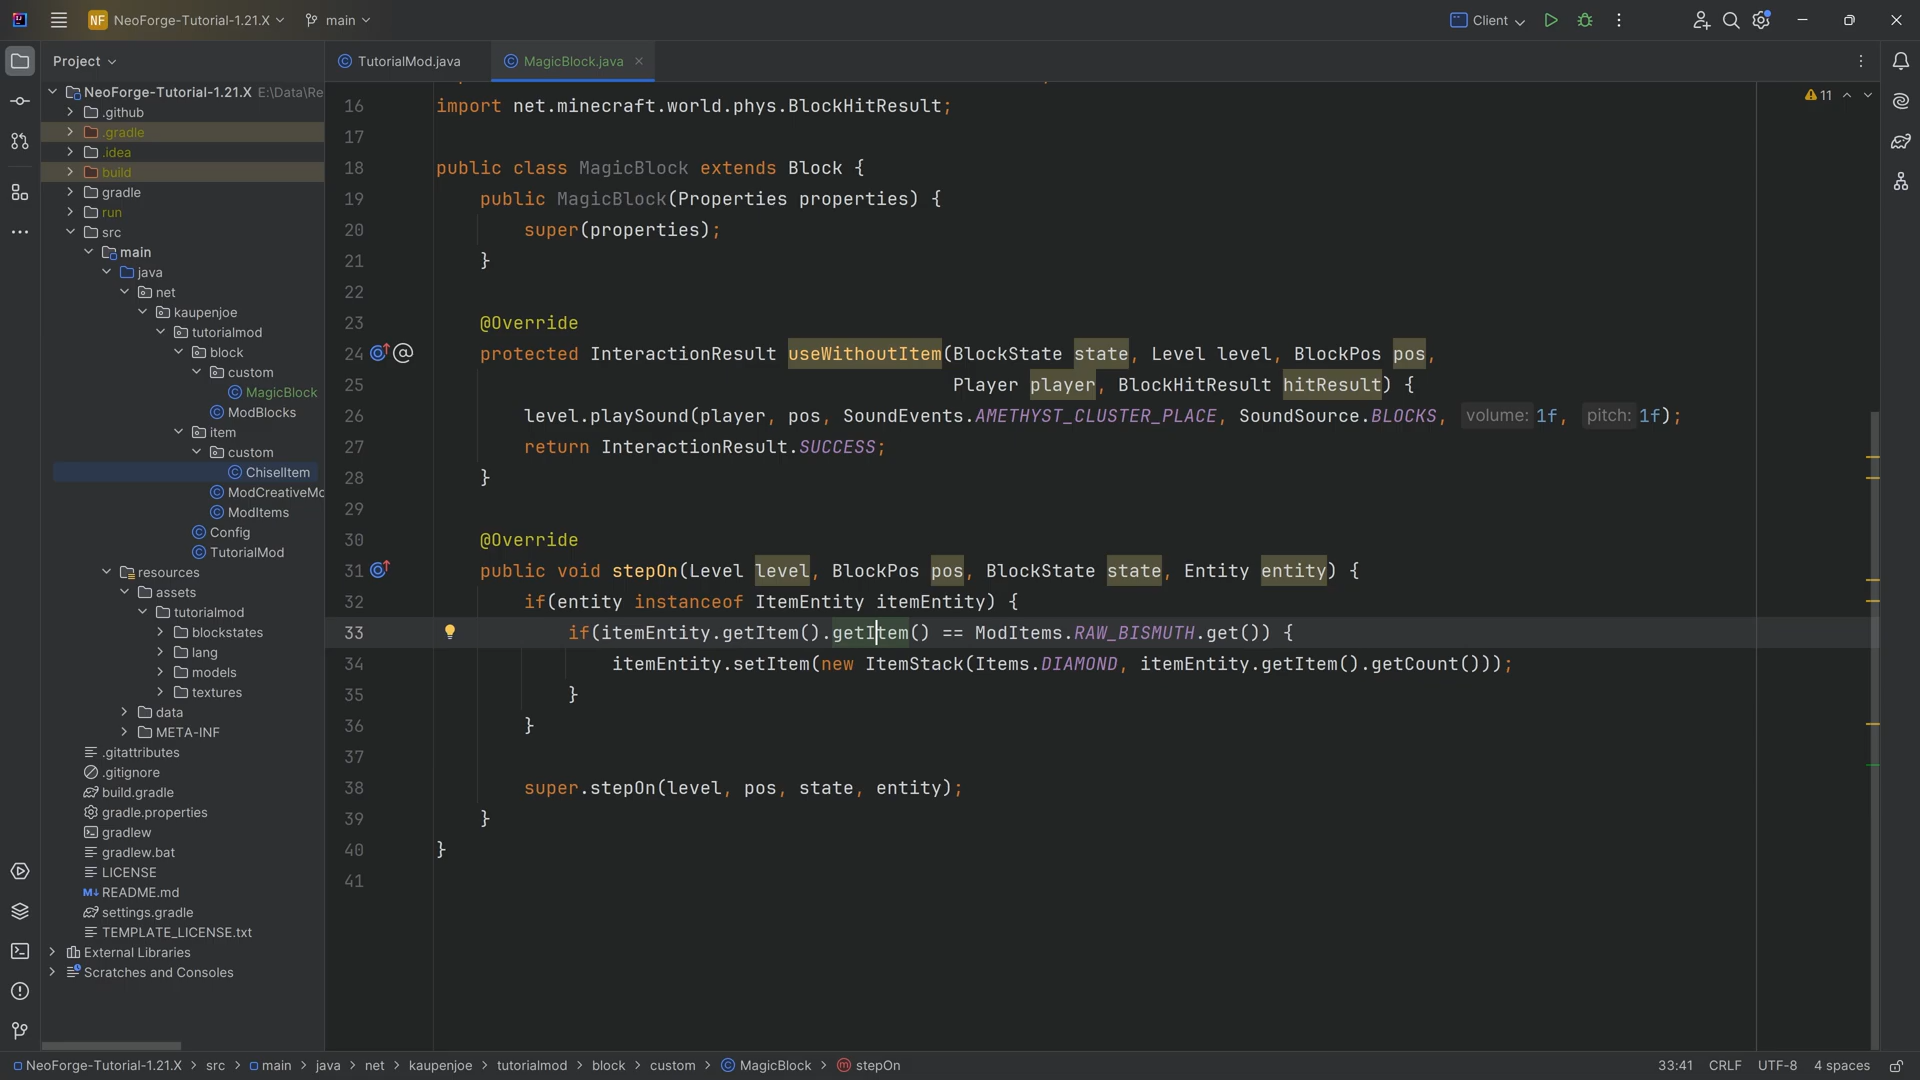 NF NeoForge-Tutorial-1.21.X main Client
Project
TutorialMod.java MagicBlock.java
NeoForge-Tutorial-1.21.X E:\Data\Re
.github
.gradle
.idea
build
gradle
run
src
main
java
net
kaupenjoe
tutorialmod
block
custom
MagicBlock
ModBlocks
item
custom
ChiselItem
ModCreativeMo
ModItems
Config
TutorialMod
resources
assets
tutorialmod
blockstates
lang
models
textures
data
META-INF
.gitattributes
.gitignore
build.gradle
gradle.properties
gradlew
gradlew.bat
LICENSE
README.md
settings.gradle
TEMPLATE_LICENSE.txt
External Libraries
Scratches and Consoles
11
16 import net.minecraft.world.phys.BlockHitResult;
17
18 public class MagicBlock extends Block {
19 public MagicBlock(Properties properties) {
20 super(properties);
21 }
22
23 @Override
24 protected InteractionResult useWithoutItem(BlockState state, Level level, BlockPos pos,
25 Player player, BlockHitResult hitResult) {
26 level.playSound(player, pos, SoundEvents.AMETHYST_CLUSTER_PLACE, SoundSource.BLOCKS, volume: 1f, pitch: 1f);
27 return InteractionResult.SUCCESS;
28 }
29
30 @Override
31 public void stepOn(Level level, BlockPos pos, BlockState state, Entity entity) {
32 if(entity instanceof ItemEntity itemEntity) {
33 if(itemEntity.getItem().getItem() == ModItems.RAW_BISMUTH.get()) {
34 itemEntity.setItem(new ItemStack(Items.DIAMOND, itemEntity.getItem().getCount()));
35 }
36 }
37
38 super.stepOn(level, pos, state, entity);
39 }
40 }
41
NeoForge-Tutorial-1.21.X > src > main > java > net > kaupenjoe > tutorialmod > block > custom > MagicBlock > stepOn 33:41 CRLF UTF-8 4 spaces